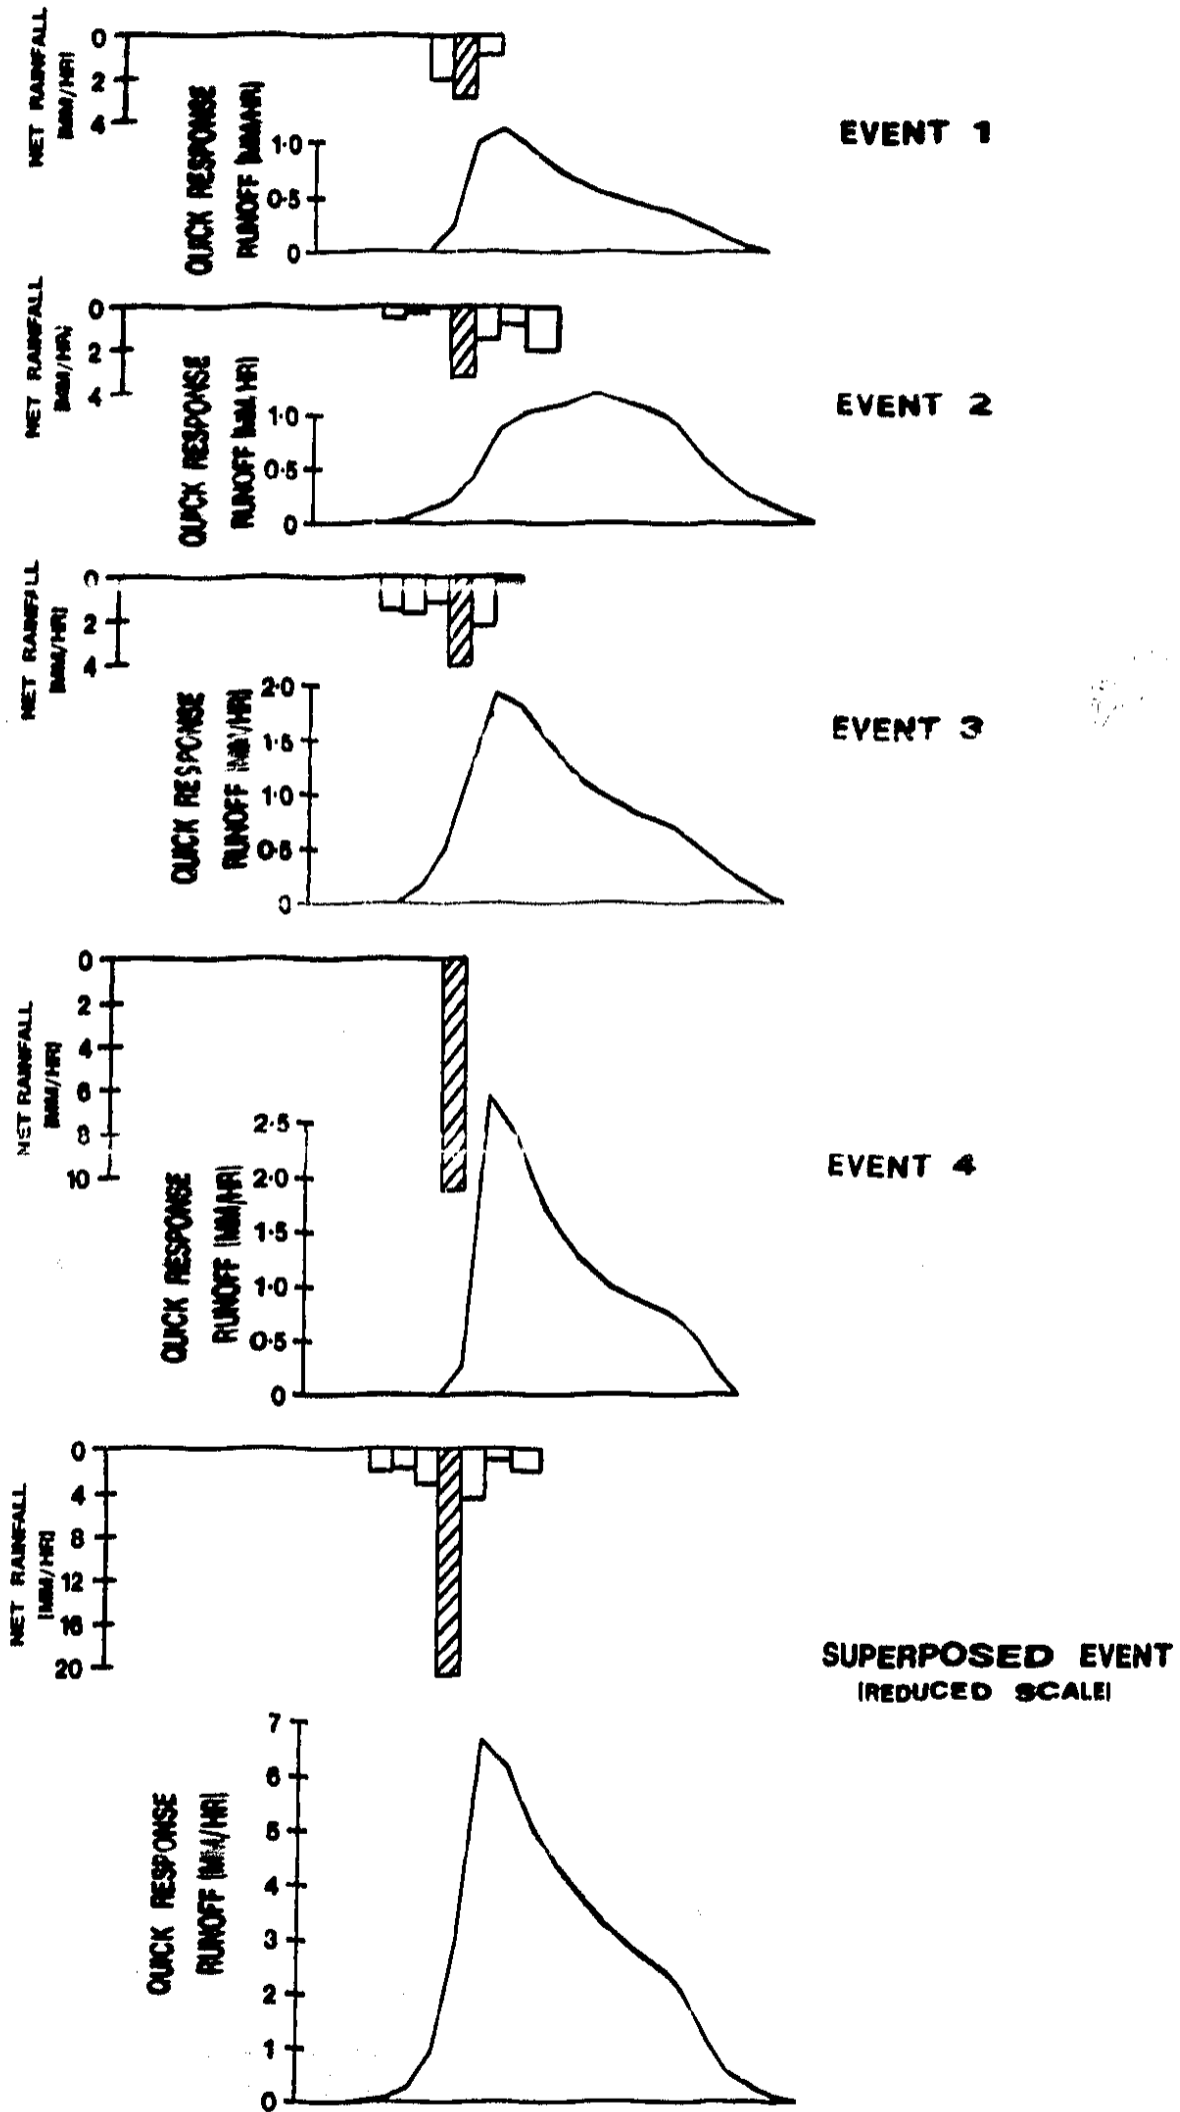 NET RAINFALL
[MM/HR]
0
2
4
QUICK RESPONSE
RUNOFF [MM/HR]
1·0
0·5
0
EVENT 1
NET RAINFALL
[MM/HR]
0
2
4
QUICK RESPONSE
RUNOFF [MM/HR]
1·0
0·5
0
EVENT 2
NET RAINFALL
[MM/HR]
0
2
4
QUICK RESPONSE
RUNOFF [MM/HR]
2·0
1·5
1·0
0·5
0
EVENT 3
NET RAINFALL
[MM/HR]
0
2
4
6
8
10
QUICK RESPONSE
RUNOFF [MM/HR]
2·5
2·0
1·5
1·0
0·5
0
EVENT 4
NET RAINFALL
[MM/HR]
0
4
8
12
16
20
SUPERPOSED EVENT
[REDUCED SCALE]
QUICK RESPONSE
RUNOFF [MM/HR]
7
6
5
4
3
2
1
0